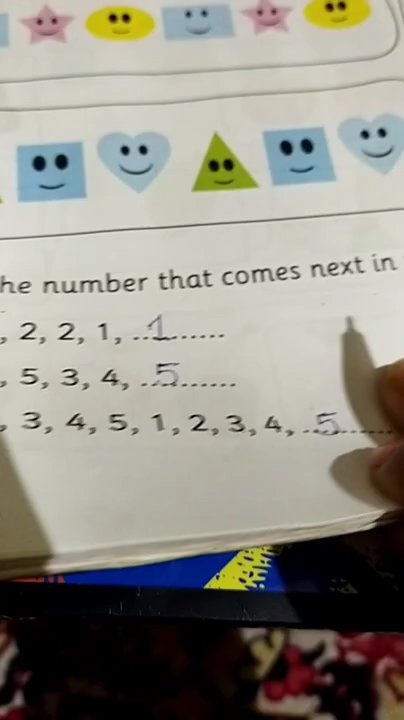 he number that comes next in
, 2, 2, 1, ...1.......
, 5, 3, 4, ...5.......
, 3, 4, 5, 1, 2, 3, 4, ...5.......